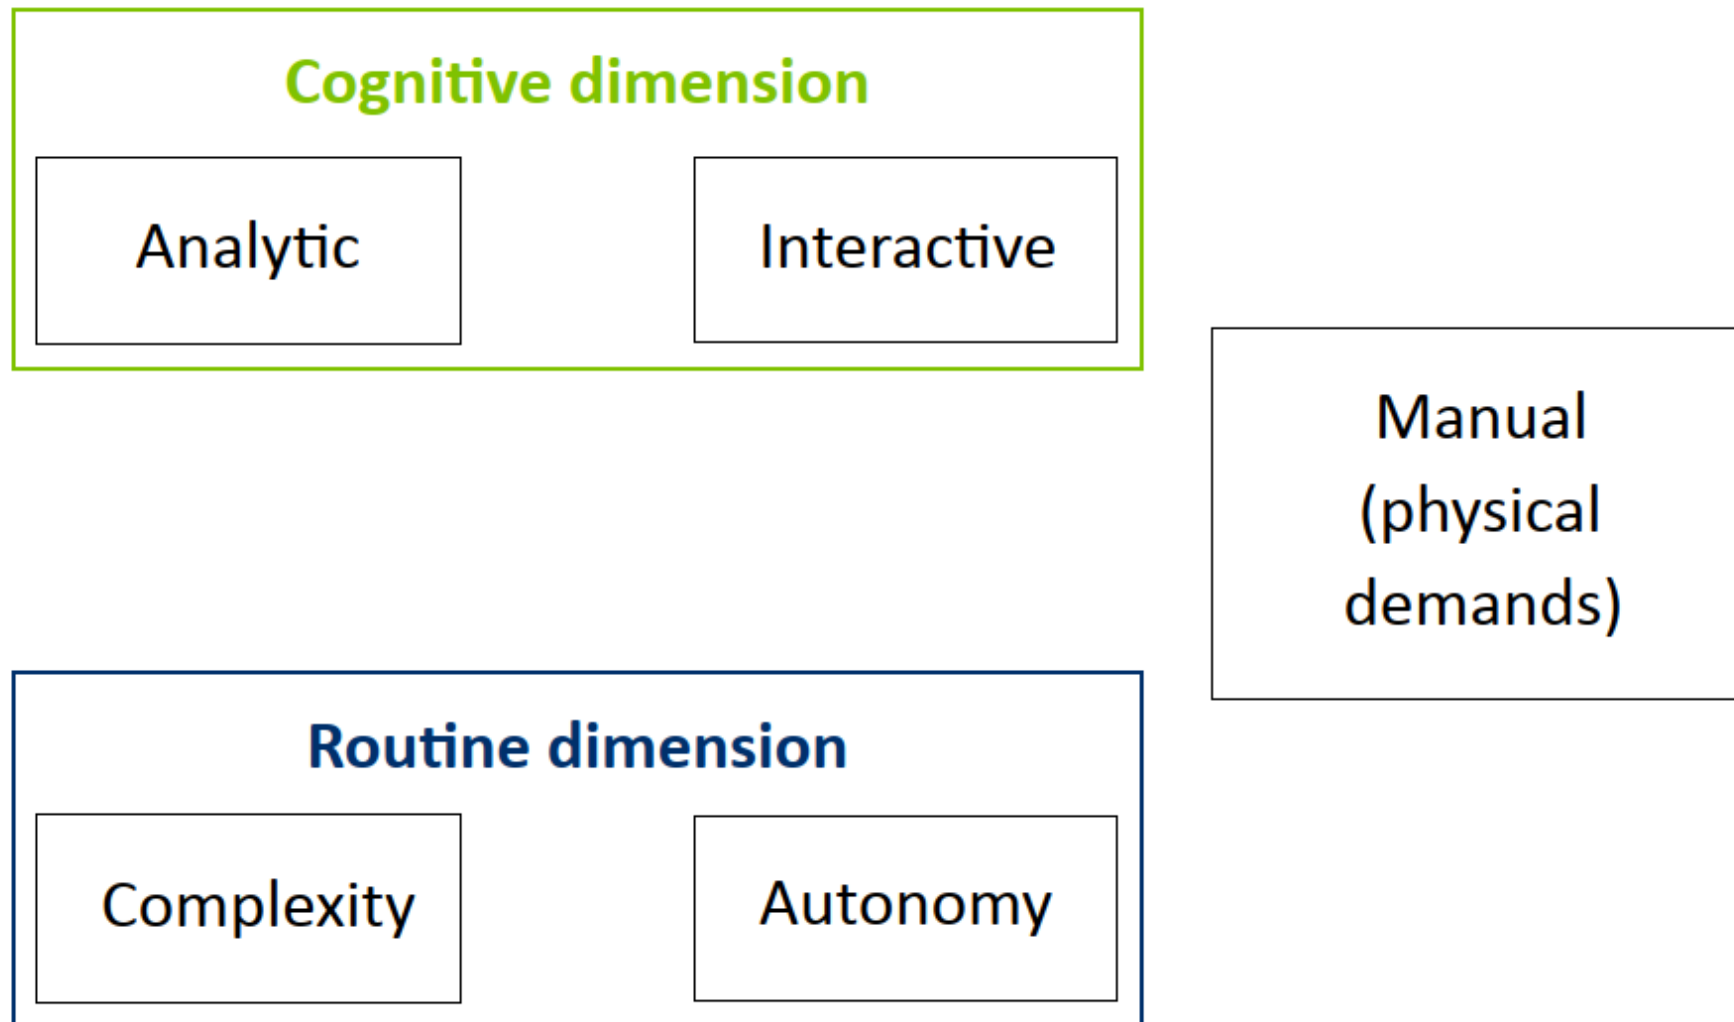 Cognitive dimension
Analytic
Interactive
Manual
(physical
demands)
Routine dimension
Complexity
Autonomy